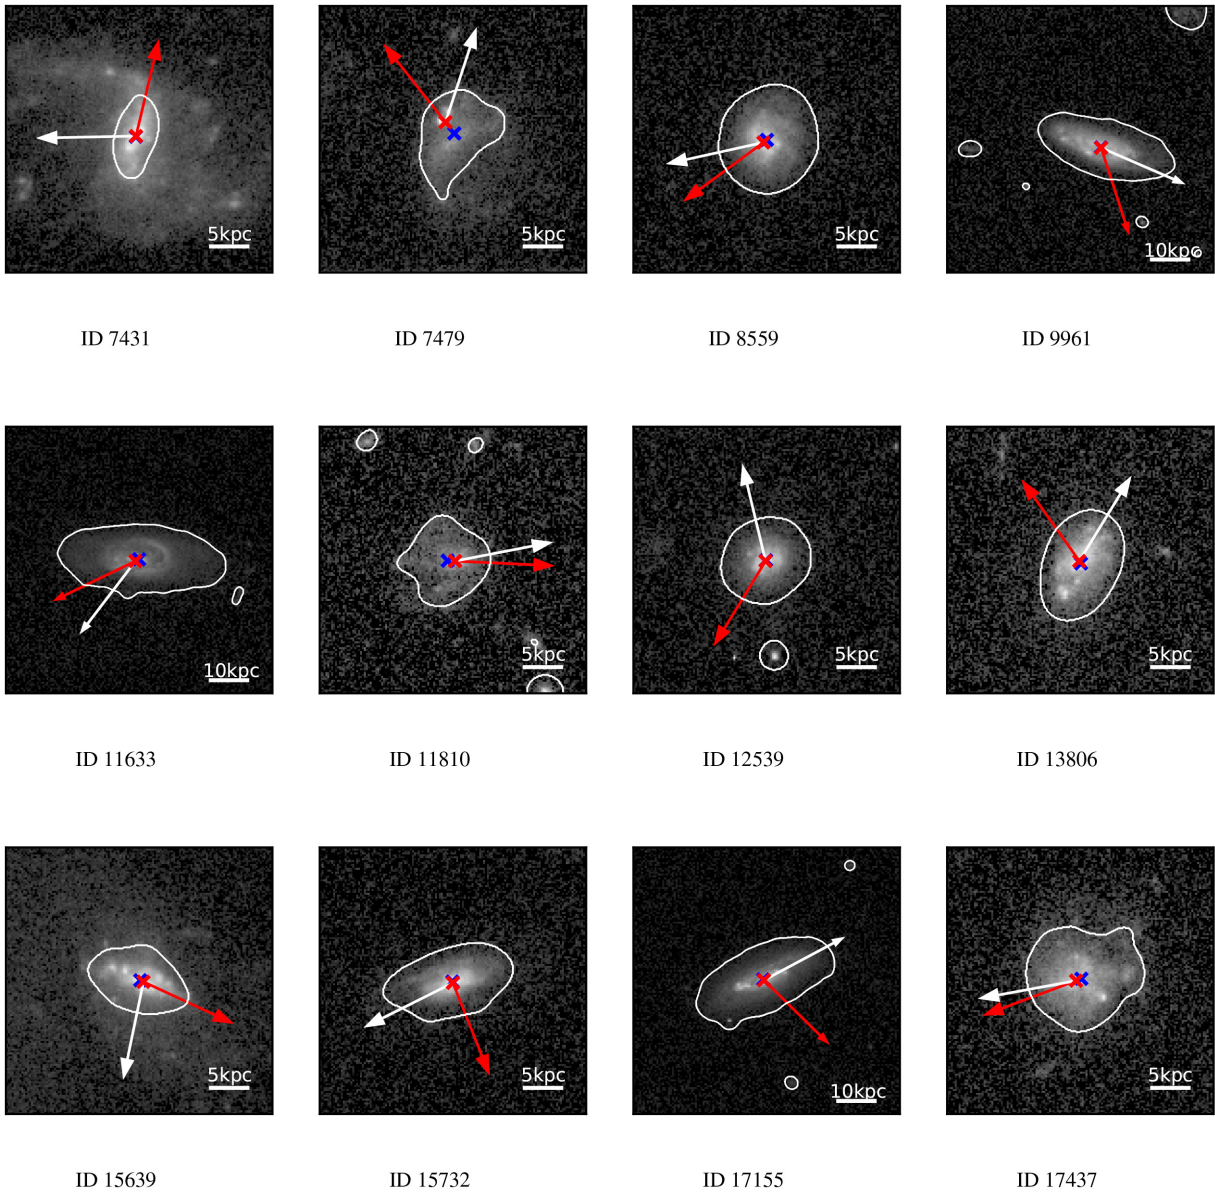 5kpc 5kpc 5kpc 10kpc
ID 7431 ID 7479 ID 8559 ID 9961
10kpc 5kpc 5kpc 5kpc
ID 11633 ID 11810 ID 12539 ID 13806
5kpc 5kpc 10kpc 5kpc
ID 15639 ID 15732 ID 17155 ID 17437